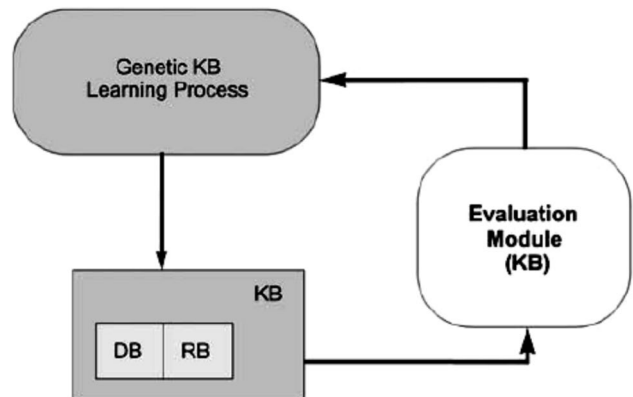 Genetic KB
Learning Process
Evaluation
Module
(KB)
KB
DB RB